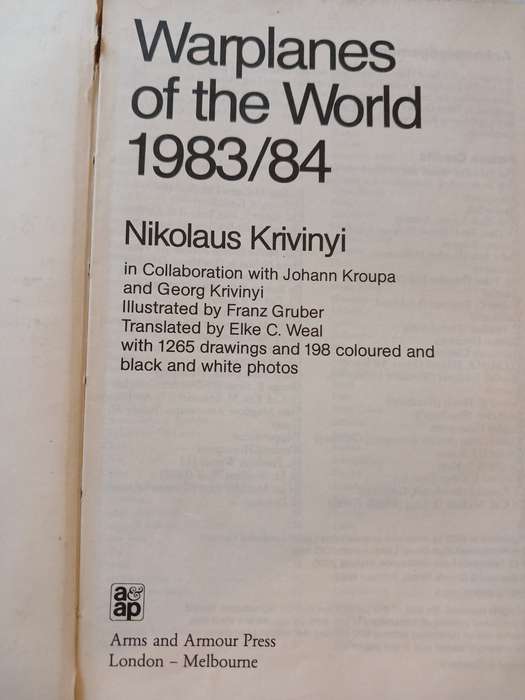 Warplanes
of the World
1983/84
Nikolaus Krivinyi
in Collaboration with Johann Kroupa
and Georg Krivinyi
Illustrated by Franz Gruber
Translated by Elke C. Weal
with 1265 drawings and 198 coloured and
black and white photos
a&
ap
Arms and Armour Press
London – Melbourne